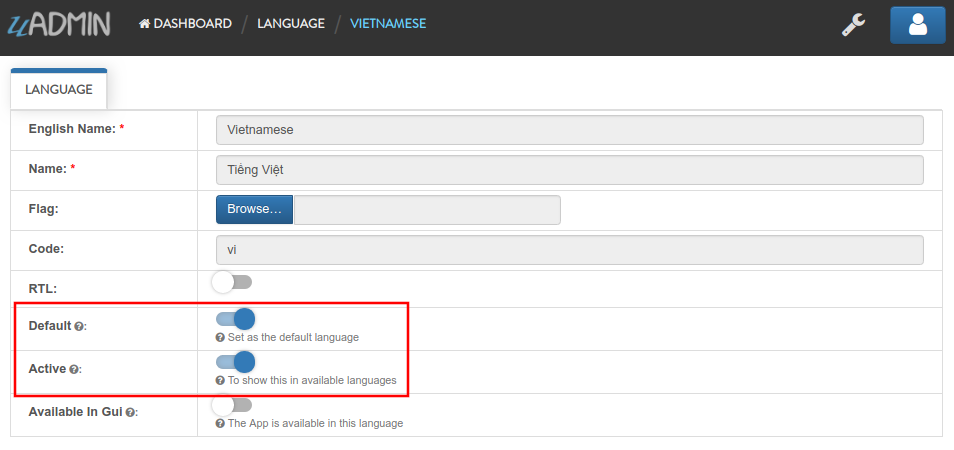 uADMIN DASHBOARD / LANGUAGE / VIETNAMESE
LANGUAGE
English Name: * Vietnamese
Name: * Tiếng Việt
Flag: Browse...
Code: vi
RTL:
Default ?:
? Set as the default language
Active ?:
? To show this in available languages
Available In Gui ?:
? The App is available in this language